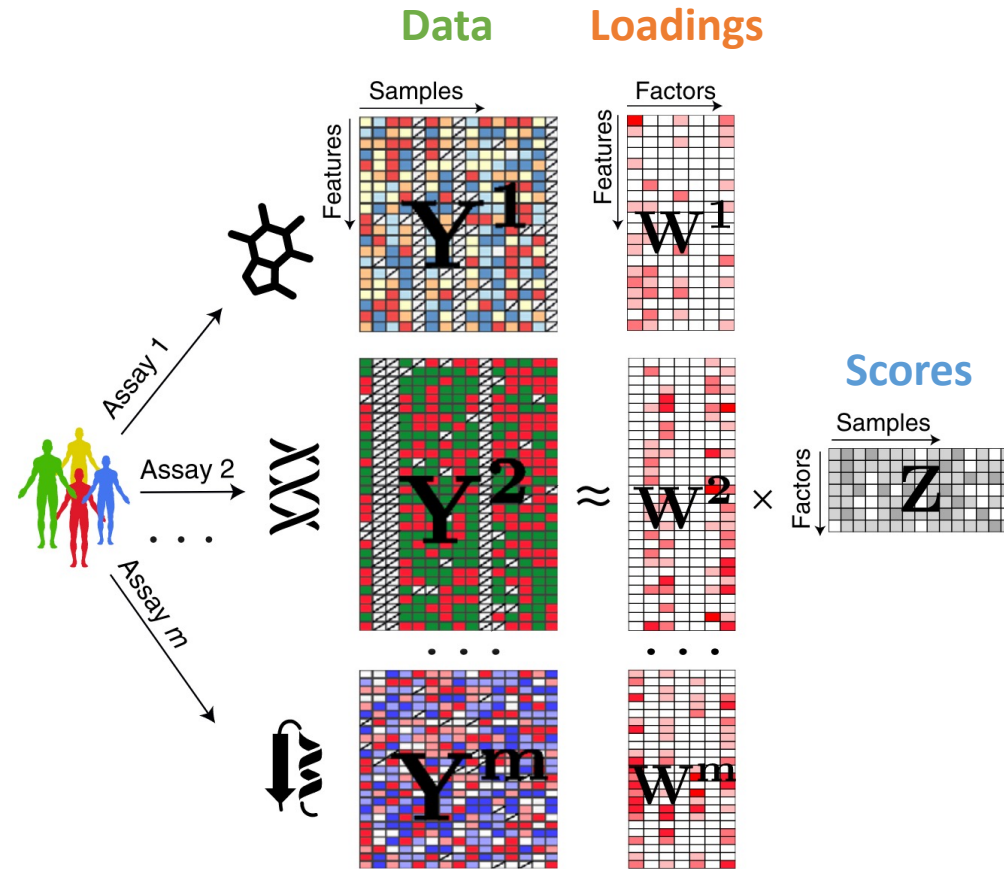 Data
Loadings
Samples
Features
Y¹
Factors
Features
W¹
Assay 1
Assay 2
. . .
Assay m
Y²
≈
W²
×
Scores
Samples
Factors
Z
. . .
. . .
Yᵐ
Wᵐ